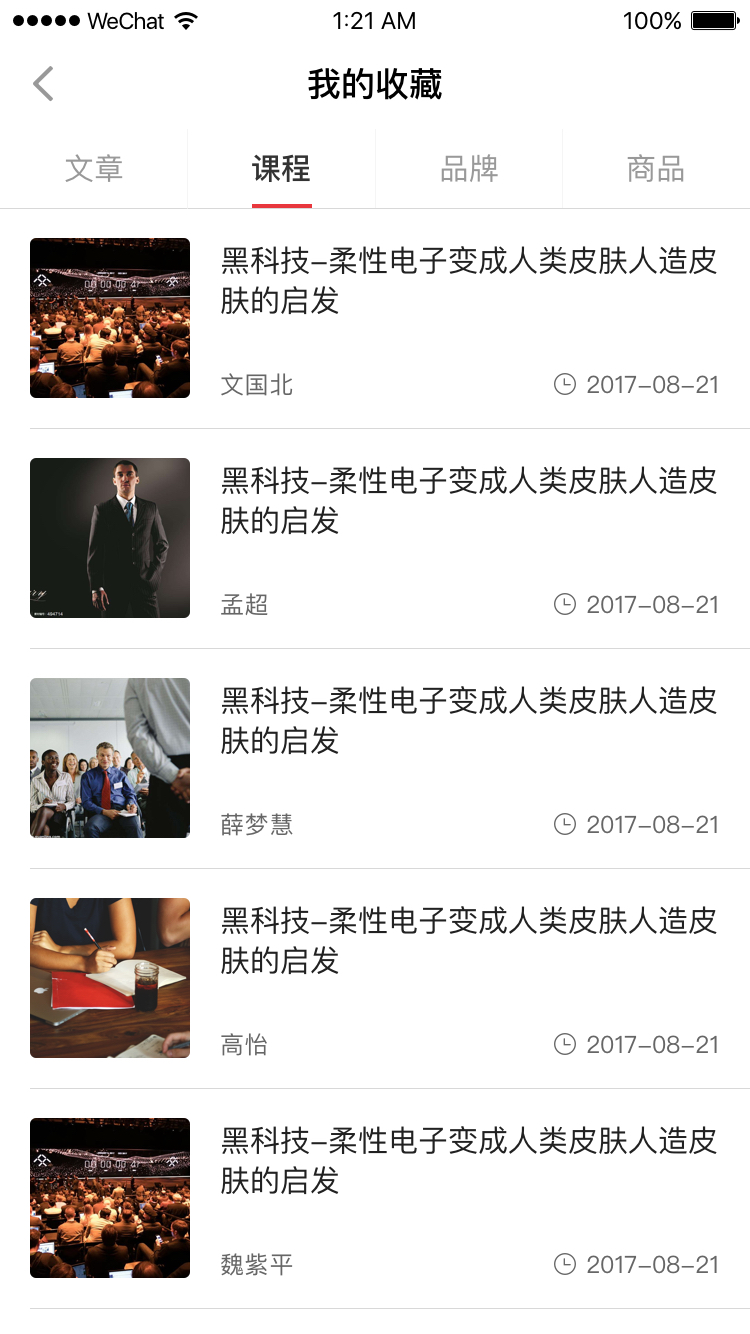 WeChat 1:21 AM 100%
我的收藏
文章 课程 品牌 商品
黑科技-柔性电子变成人类皮肤人造皮
肤的启发
文国北 2017-08-21
黑科技-柔性电子变成人类皮肤人造皮
肤的启发
孟超 2017-08-21
黑科技-柔性电子变成人类皮肤人造皮
肤的启发
薛梦慧 2017-08-21
黑科技-柔性电子变成人类皮肤人造皮
肤的启发
高怡 2017-08-21
黑科技-柔性电子变成人类皮肤人造皮
肤的启发
魏紫平 2017-08-21